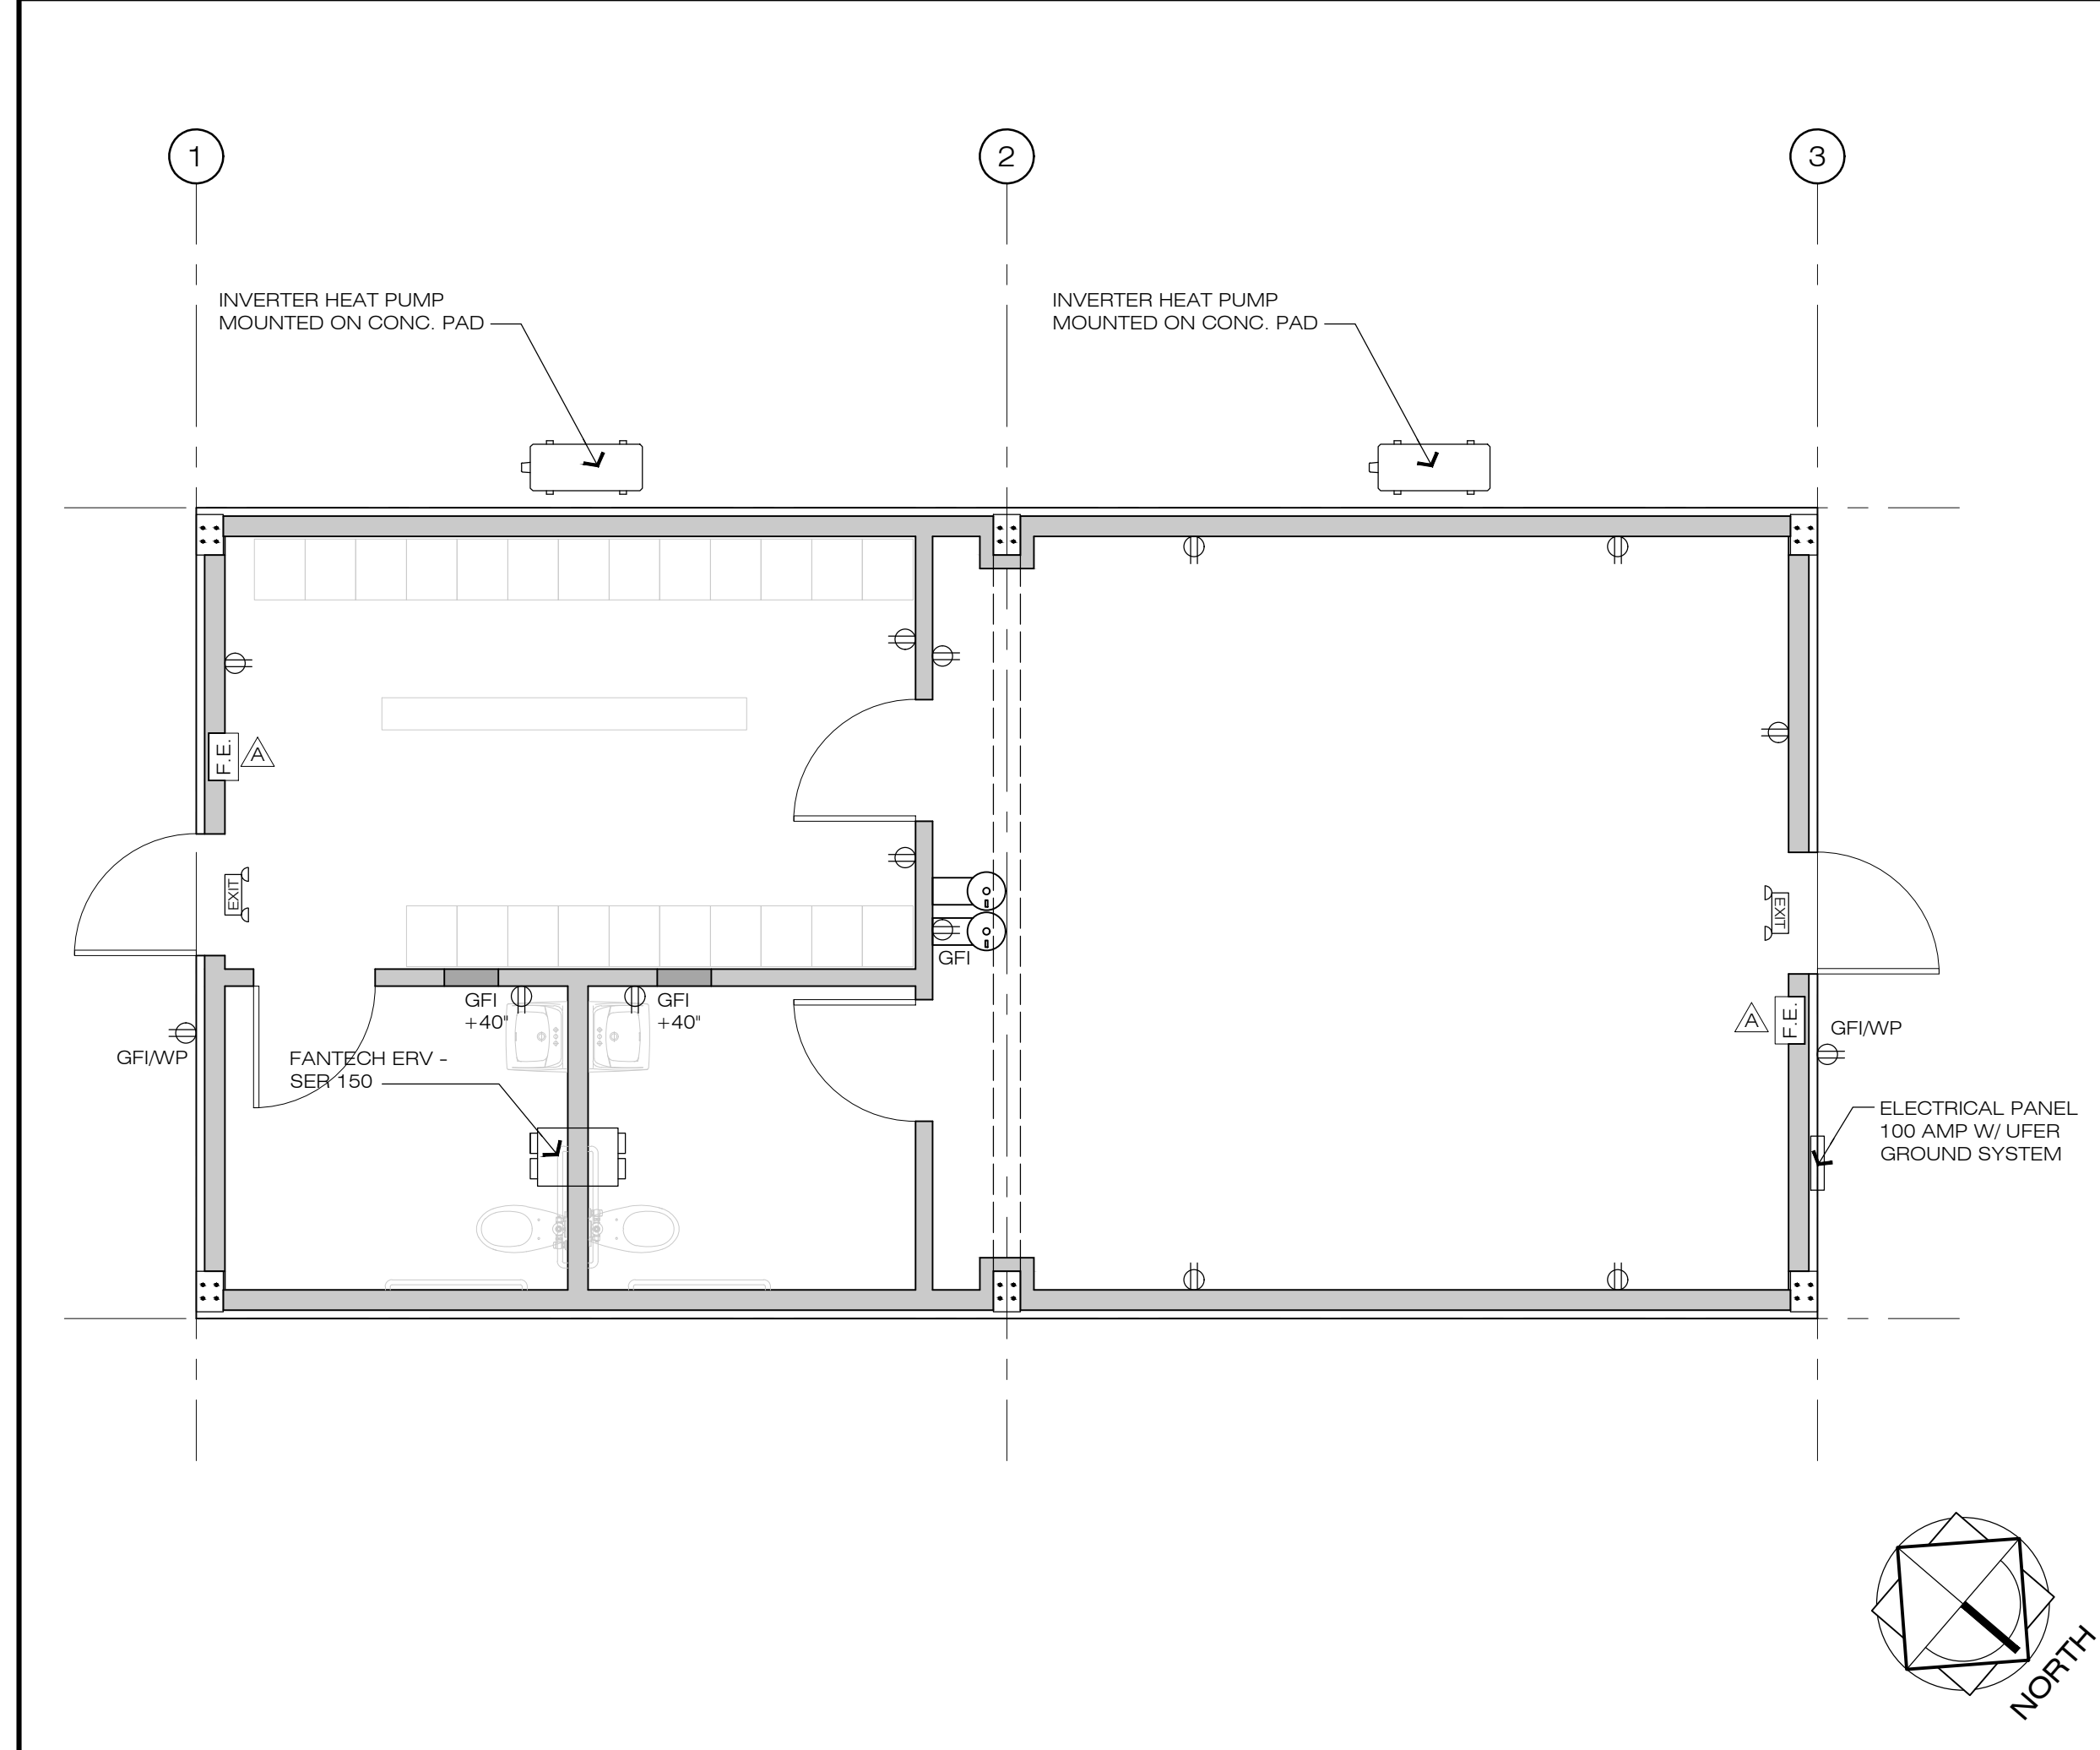 1
2
3
INVERTER HEAT PUMP
MOUNTED ON CONC. PAD
INVERTER HEAT PUMP
MOUNTED ON CONC. PAD
F.E.
A
EXIT
EXIT
GFI
GFI
+40"
GFI
+40"
A
F.E.
GFI/WP
GFI/WP
FANTECH ERV -
SER 150
ELECTRICAL PANEL
100 AMP W/ UFER
GROUND SYSTEM
NORTH